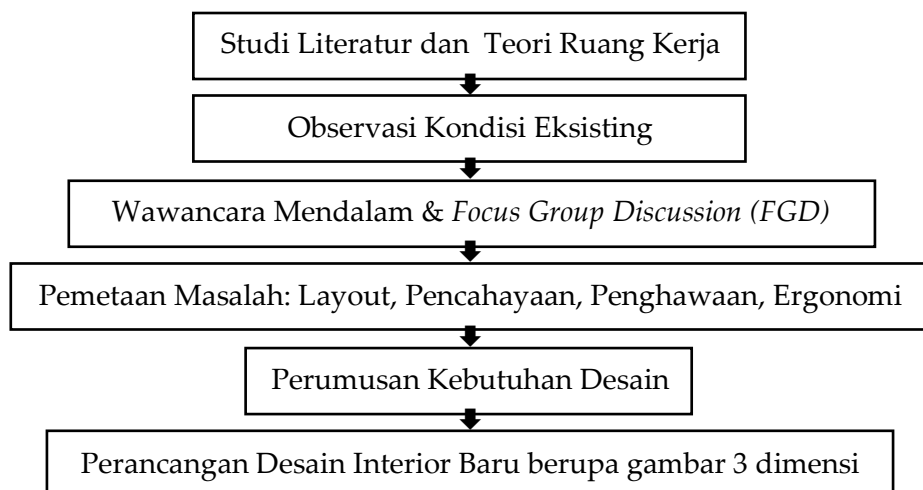 Studi Literatur dan Teori Ruang Kerja
Observasi Kondisi Eksisting
Wawancara Mendalam & Focus Group Discussion (FGD)
Pemetaan Masalah: Layout, Pencahayaan, Penghawaan, Ergonomi
Perumusan Kebutuhan Desain
Perancangan Desain Interior Baru berupa gambar 3 dimensi